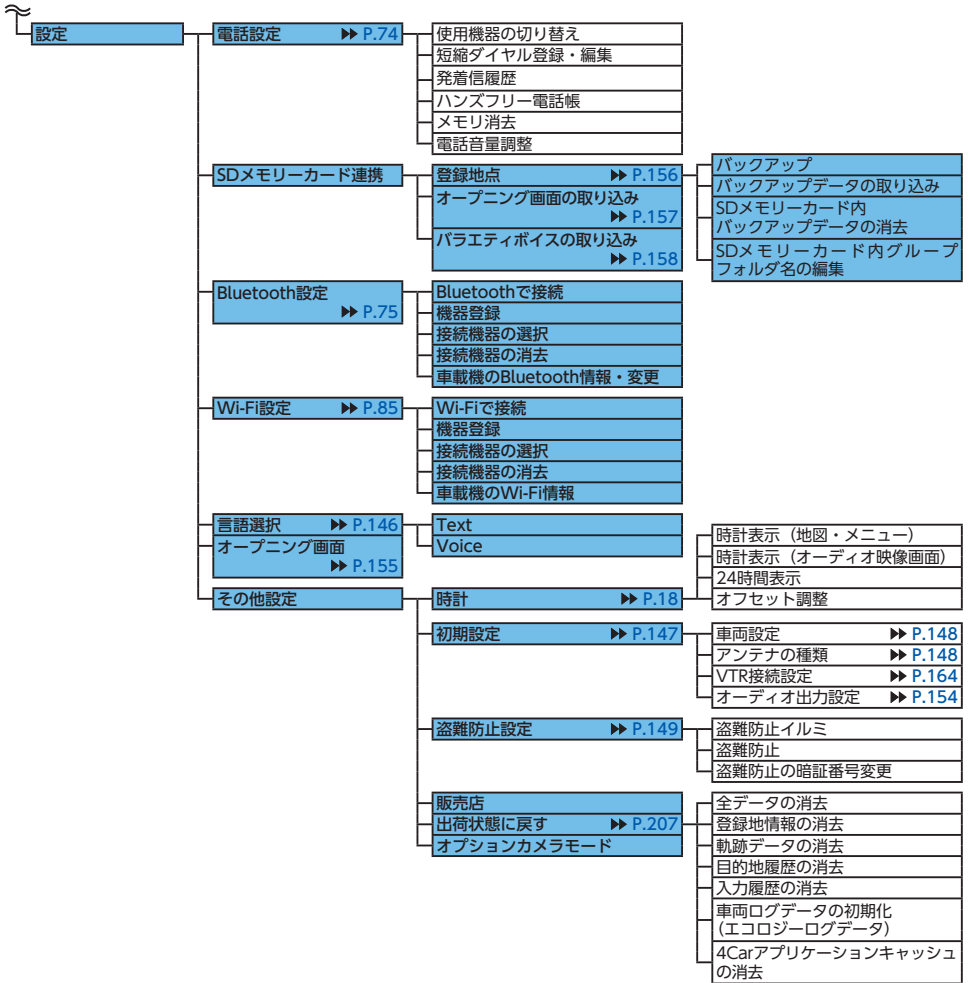 設定
電話設定 ▶▶ P.74
使用機器の切り替え
短縮ダイヤル登録・編集
発着信履歴
ハンズフリー電話帳
メモリ消去
電話音量調整
SDメモリーカード連携
登録地点 ▶▶ P.156
バックアップ
バックアップデータの取り込み
SDメモリーカード内
バックアップデータの消去
SDメモリーカード内グループ
フォルダ名の編集
オープニング画面の取り込み
▶▶ P.157
バラエティボイスの取り込み
▶▶ P.158
Bluetooth設定
▶▶ P.75
Bluetoothで接続
機器登録
接続機器の選択
接続機器の消去
車載機のBluetooth情報・変更
Wi-Fi設定 ▶▶ P.85
Wi-Fiで接続
機器登録
接続機器の選択
接続機器の消去
車載機のWi-Fi情報
言語選択 ▶▶ P.146
Text
Voice
オープニング画面
▶▶ P.155
その他設定
時計 ▶▶ P.18
時計表示（地図・メニュー）
時計表示（オーディオ映像画面）
24時間表示
オフセット調整
初期設定 ▶▶ P.147
車両設定 ▶▶ P.148
アンテナの種類 ▶▶ P.148
VTR接続設定 ▶▶ P.164
オーディオ出力設定 ▶▶ P.154
盗難防止設定 ▶▶ P.149
盗難防止イルミ
盗難防止
盗難防止の暗証番号変更
販売店
出荷状態に戻す ▶▶ P.207
全データの消去
登録地情報の消去
軌跡データの消去
目的地履歴の消去
入力履歴の消去
車両ログデータの初期化
（エコロジーログデータ）
4Carアプリケーションキャッシュ
の消去
オプションカメラモード